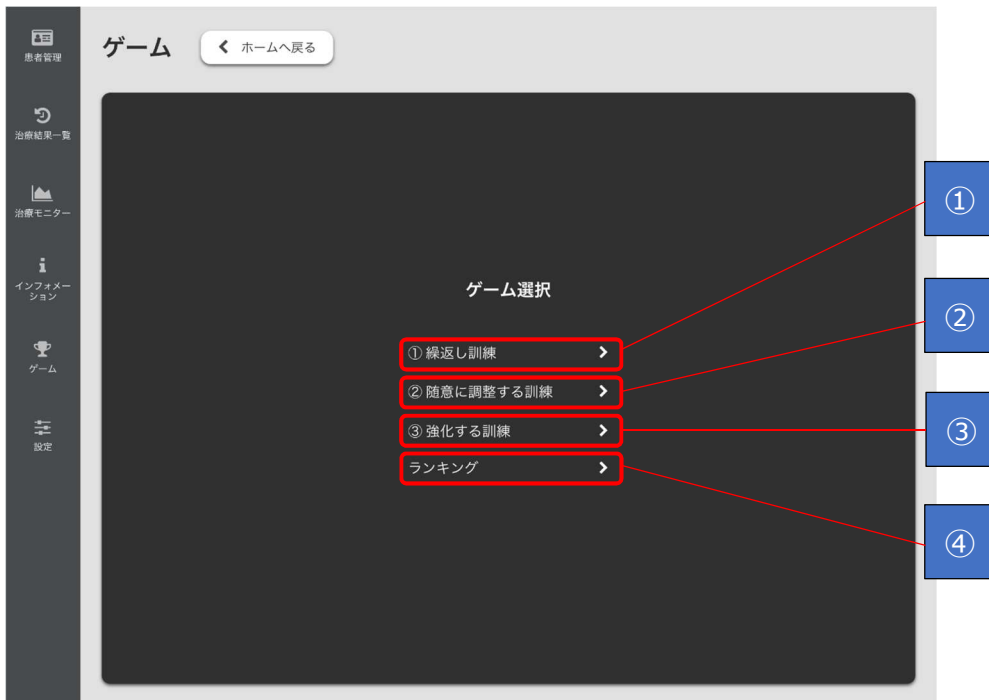 患者管理
治療結果一覧
治療モニター
インフォメー
ション
ゲーム
設定
ゲーム
ホームへ戻る
ゲーム選択
① 繰返し訓練
② 随意に調整する訓練
③ 強化する訓練
ランキング
①
②
③
④